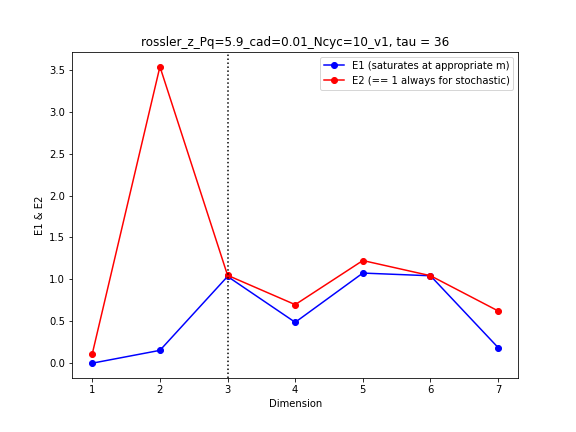 rossler_z_Pq=5.9_cad=0.01_Ncyc=10_v1, tau = 36
E1 (saturates at appropriate m)
E2 (== 1 always for stochastic)
E1 & E2
3.5
3.0
2.5
2.0
1.5
1.0
0.5
0.0
1 2 3 4 5 6 7
Dimension